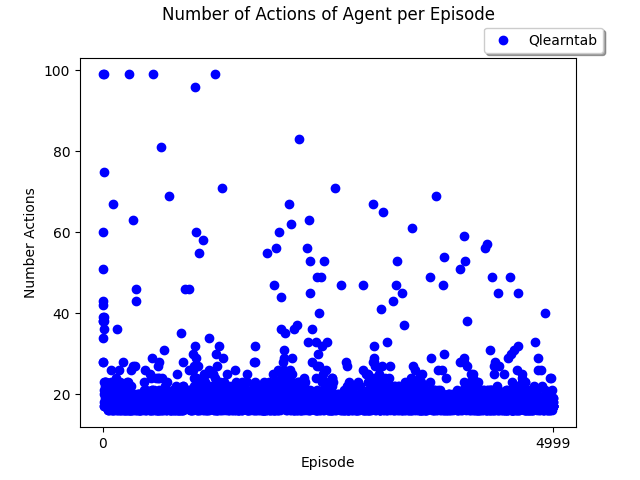 Number of Actions of Agent per Episode
Qlearntab
100
80
60
40
20
Number Actions
0
4999
Episode